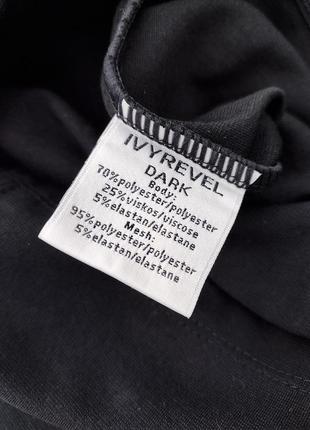 IVYREVEL
DARK
Body:
70%polyester/polyester
25%viskos/viscose
5%elastan/elastane
Mesh:
95%polyester/polyester
5%elastan/elastane